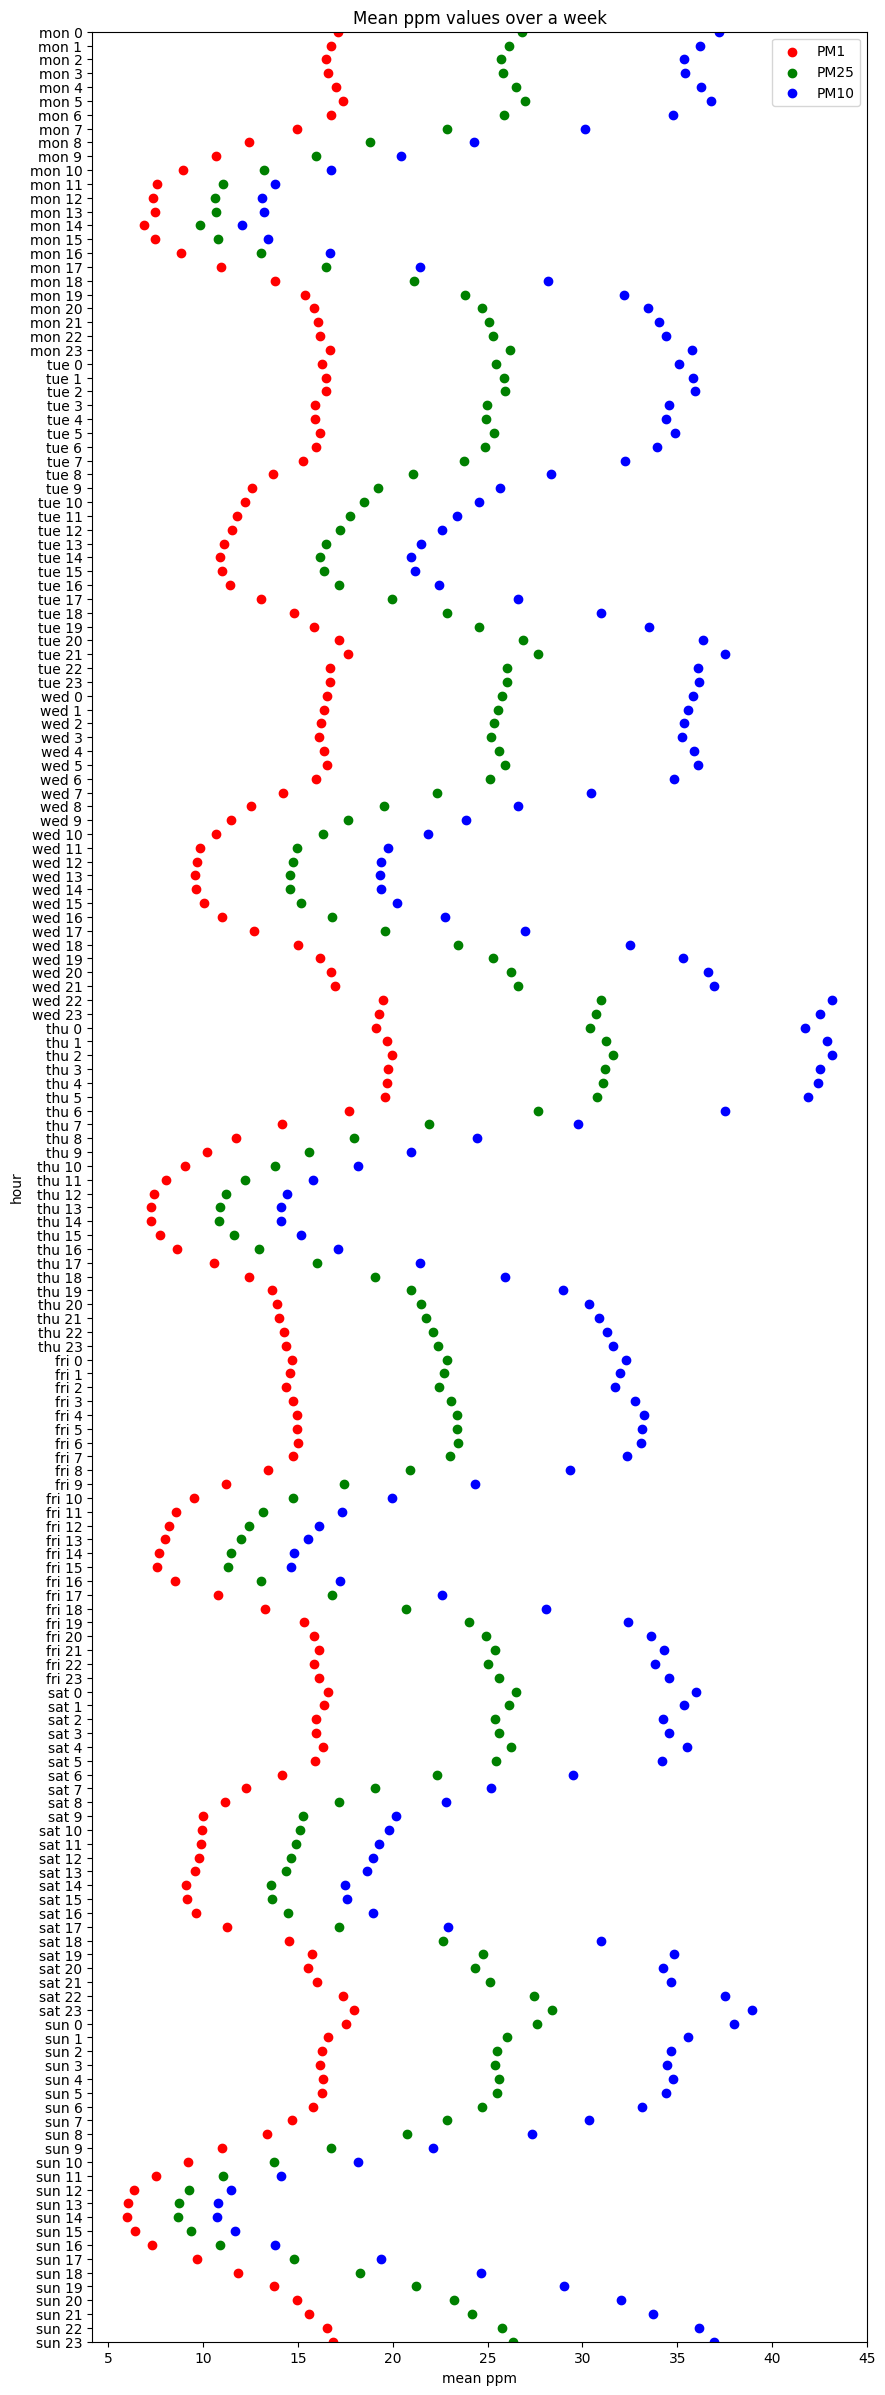 Mean ppm values over a week
PM1
PM25
PM10
mon 0
mon 1
mon 2
mon 3
mon 4
mon 5
mon 6
mon 7
mon 8
mon 9
mon 10
mon 11
mon 12
mon 13
mon 14
mon 15
mon 16
mon 17
mon 18
mon 19
mon 20
mon 21
mon 22
mon 23
tue 0
tue 1
tue 2
tue 3
tue 4
tue 5
tue 6
tue 7
tue 8
tue 9
tue 10
tue 11
tue 12
tue 13
tue 14
tue 15
tue 16
tue 17
tue 18
tue 19
tue 20
tue 21
tue 22
tue 23
wed 0
wed 1
wed 2
wed 3
wed 4
wed 5
wed 6
wed 7
wed 8
wed 9
wed 10
wed 11
wed 12
wed 13
wed 14
wed 15
wed 16
wed 17
wed 18
wed 19
wed 20
wed 21
wed 22
wed 23
thu 0
thu 1
thu 2
thu 3
thu 4
thu 5
thu 6
thu 7
thu 8
thu 9
thu 10
thu 11
thu 12
thu 13
thu 14
thu 15
thu 16
thu 17
thu 18
thu 19
thu 20
thu 21
thu 22
thu 23
fri 0
fri 1
fri 2
fri 3
fri 4
fri 5
fri 6
fri 7
fri 8
fri 9
fri 10
fri 11
fri 12
fri 13
fri 14
fri 15
fri 16
fri 17
fri 18
fri 19
fri 20
fri 21
fri 22
fri 23
sat 0
sat 1
sat 2
sat 3
sat 4
sat 5
sat 6
sat 7
sat 8
sat 9
sat 10
sat 11
sat 12
sat 13
sat 14
sat 15
sat 16
sat 17
sat 18
sat 19
sat 20
sat 21
sat 22
sat 23
sun 0
sun 1
sun 2
sun 3
sun 4
sun 5
sun 6
sun 7
sun 8
sun 9
sun 10
sun 11
sun 12
sun 13
sun 14
sun 15
sun 16
sun 17
sun 18
sun 19
sun 20
sun 21
sun 22
sun 23
hour
5 10 15 20 25 30 35 40 45
mean ppm